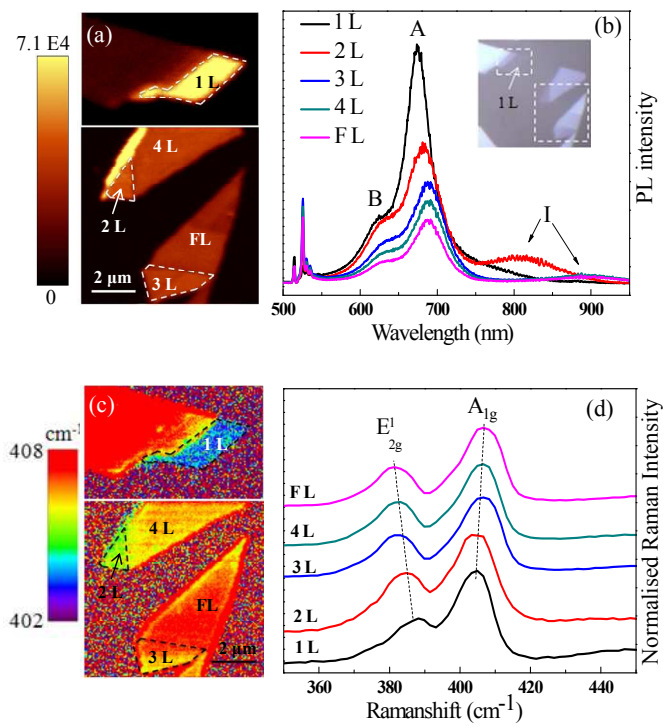 7.1 E4
0
(a)
1 L
4 L
2 L
FL
2 μm
3 L
(b)
1 L
2 L
3 L
4 L
F L
A
B
I
1 L
PL intensity
500 600 700 800 900
Wavelength (nm)
cm-1
408
402
(c)
1 L
4 L
2 L
FL
3 L
2 μm
(d)
E1 2g
A1g
F L
4 L
3 L
2 L
1 L
Normalised Raman Intensity
360 380 400 420 440
Ramanshift (cm-1)